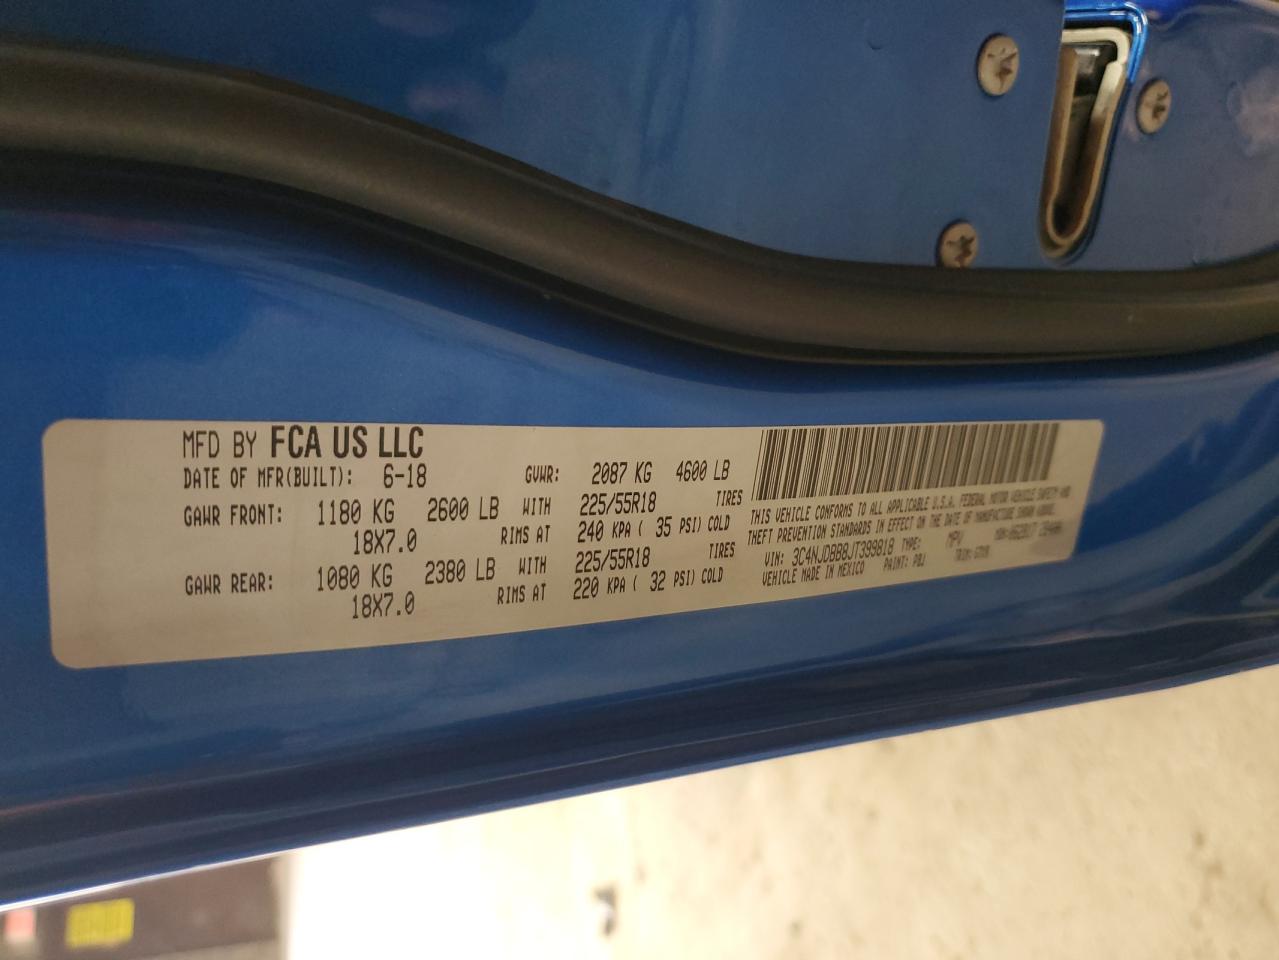 MFD BY FCA US LLC
DATE OF MFR(BUILT): 6-18 GVWR: 2087 KG 4600 LB
GAWR FRONT: 1180 KG 2600 LB WITH 225/55R18 TIRES
18X7.0 RIMS AT 240 KPA ( 35 PSI) COLD
GAWR REAR: 1080 KG 2380 LB WITH 225/55R18 TIRES
18X7.0 RIMS AT 220 KPA ( 32 PSI) COLD
THIS VEHICLE CONFORMS TO ALL APPLICABLE U.S.A. FEDERAL MOTOR VEHICLE SAFETY AND
THEFT PREVENTION STANDARDS IN EFFECT ON THE DATE OF MANUFACTURE SHOWN ABOVE.
VIN: 3C4NJDBB8JT399818 TYPE: MPV MDH:
VEHICLE MADE IN MEXICO PAINT: PBJ TRIM: